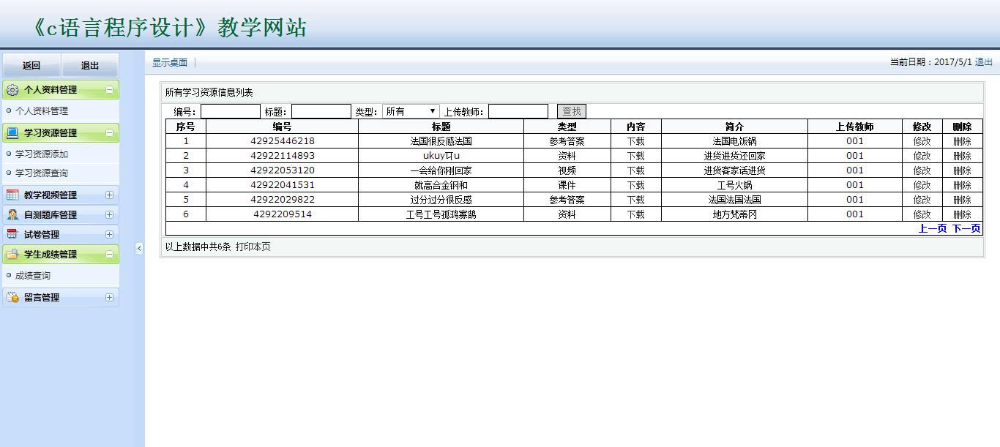 《c语言程序设计》教学网站
返回 退出
个人资料管理
个人资料管理
学习资源管理
学习资源添加
学习资源查询
教学视频管理
自测题库管理
试卷管理
学生成绩管理
成绩查询
留言管理
显示桌面 当前日期：2017/5/1 退出
所有学习资源信息列表
编号： 标题： 类型： 所有 上传教师： 查找
序号 编号 标题 类型 内容 简介 上传教师 修改 删除
1 42925446218 法国很反感法国 参考答案 下载 法国电饭锅 001 修改 删除
2 42922114893 资料 下载 进货进货还回家 001 修改 删除
3 42922053120 一会给你刚回家 视频 下载 进货客家话进货 001 修改 删除
4 42922041531 就高合金钢和 课件 下载 工号火锅 001 修改 删除
5 42922029822 过分过分很反感 参考答案 下载 法国法国法国 001 修改 删除
6 4292209514 工号工号孤鸿寡鹄 资料 下载 地方梵蒂冈 001 修改 删除
上一页 下一页
以上数据中共6条 打印本页